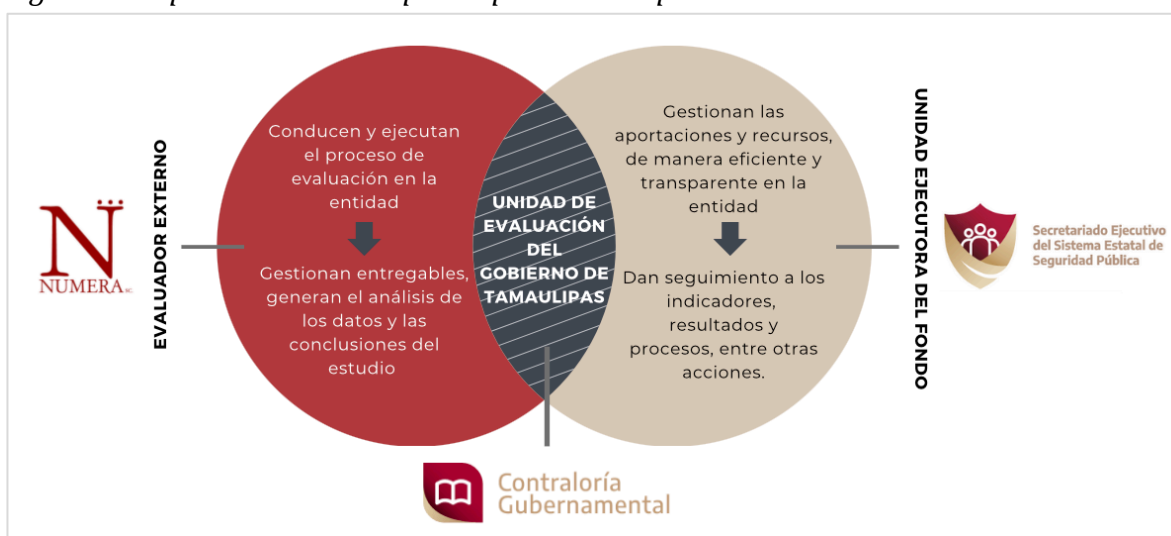 EVALUADOR EXTERNO
NUMERA
Conducen y ejecutan
el proceso de
evaluación en la
entidad
Gestionan entregables,
generan el análisis de
los datos y las
conclusiones del
estudio
UNIDAD DE
EVALUACIÓN
DEL
GOBIERNO DE
TAMAULIPAS
Gestionan las
aportaciones y recursos,
de manera eficiente y
transparente en la
entidad
Dan seguimiento a los
indicadores,
resultados y
procesos, entre otras
acciones.
UNIDAD EJECUTORA DEL FONDO
Secretariado Ejecutivo
del Sistema Estatal de
Seguridad Pública
Contraloría
Gubernamental